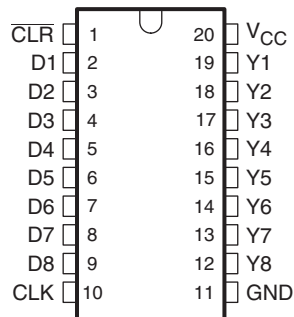 C̅L̅R̅ 1 20 VCC
D1 2 19 Y1
D2 3 18 Y2
D3 4 17 Y3
D4 5 16 Y4
D5 6 15 Y5
D6 7 14 Y6
D7 8 13 Y7
D8 9 12 Y8
CLK 10 11 GND